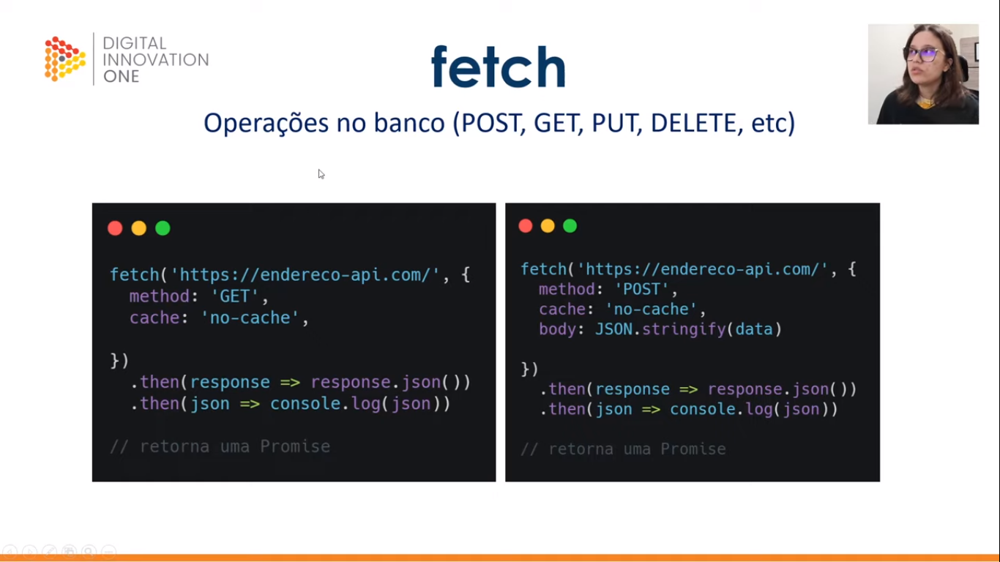 DIGITAL
INNOVATION
ONE
fetch
Operações no banco (POST, GET, PUT, DELETE, etc)
fetch('https://endereco-api.com/', {
method: 'GET',
cache: 'no-cache',
})
.then(response => response.json())
.then(json => console.log(json))
// retorna uma Promise
fetch('https://endereco-api.com/', {
method: 'POST',
cache: 'no-cache',
body: JSON.stringify(data)
})
.then(response => response.json())
.then(json => console.log(json))
// retorna uma Promise